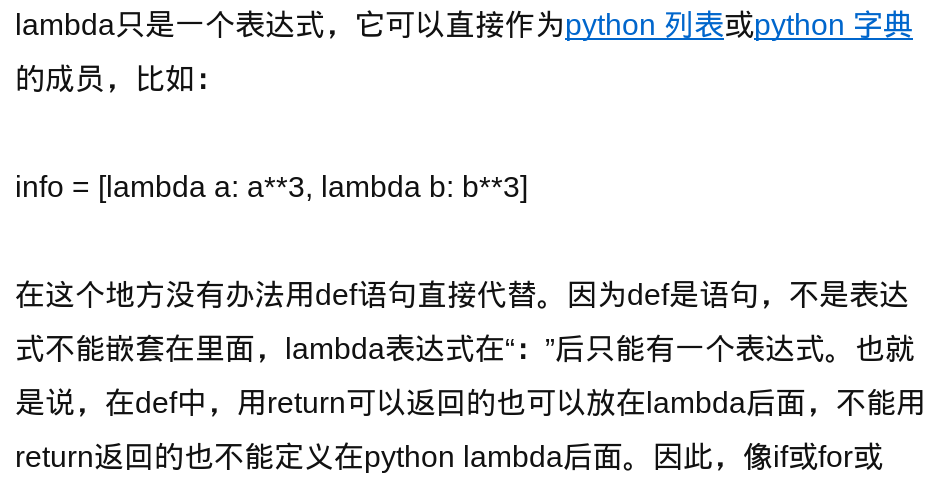 lambda只是一个表达式，它可以直接作为python 列表或python 字典
的成员，比如：
info = [lambda a: a**3, lambda b: b**3]
在这个地方没有办法用def语句直接代替。因为def是语句，不是表达
式不能嵌套在里面，lambda表达式在“：”后只能有一个表达式。也就
是说，在def中，用return可以返回的也可以放在lambda后面，不能用
return返回的也不能定义在python lambda后面。因此，像if或for或